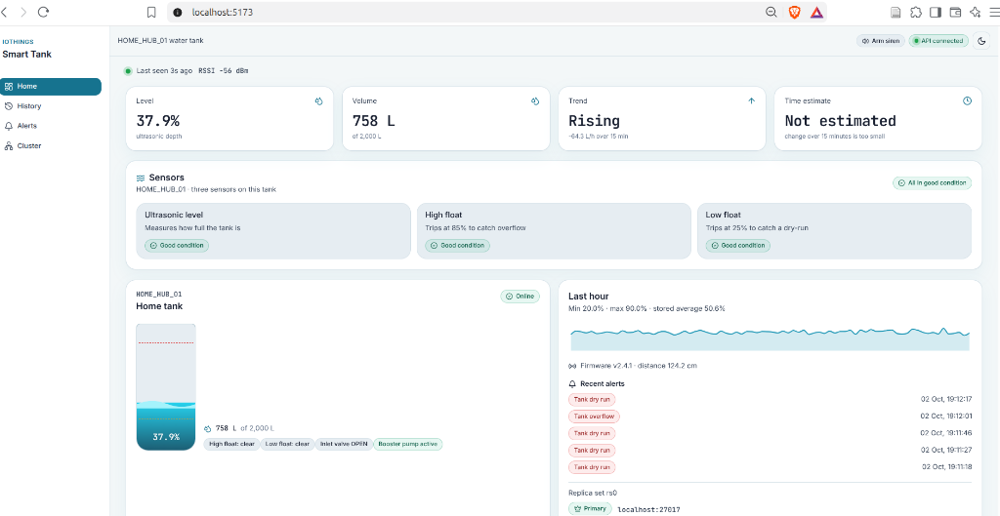 localhost:5173
IOTHINGS
Smart Tank
Home
History
Alerts
Cluster
HOME_HUB_01 water tank
Arm siren
API connected
Last seen 3s ago RSSI -56 dBm
Level
37.9%
ultrasonic depth
Volume
758 L
of 2,000 L
Trend
Rising
~64.3 L/h over 15 min
Time estimate
Not estimated
change over 15 minutes is too small
Sensors
HOME_HUB_01 · three sensors on this tank
All in good condition
Ultrasonic level
Measures how full the tank is
Good condition
High float
Trips at 85% to catch overflow
Good condition
Low float
Trips at 25% to catch a dry-run
Good condition
HOME_HUB_01
Home tank
Online
37.9%
758 L of 2,000 L
High float: clear
Low float: clear
Inlet valve OPEN
Booster pump active
Last hour
Min 20.0% · max 90.0% · stored average 50.6%
Firmware v2.4.1 · distance 124.2 cm
Recent alerts
Tank dry run 02 Oct, 19:12:17
Tank overflow 02 Oct, 19:12:01
Tank dry run 02 Oct, 19:11:46
Tank dry run 02 Oct, 19:11:27
Tank dry run 02 Oct, 19:11:18
Replica set rs0
Primary localhost:27017